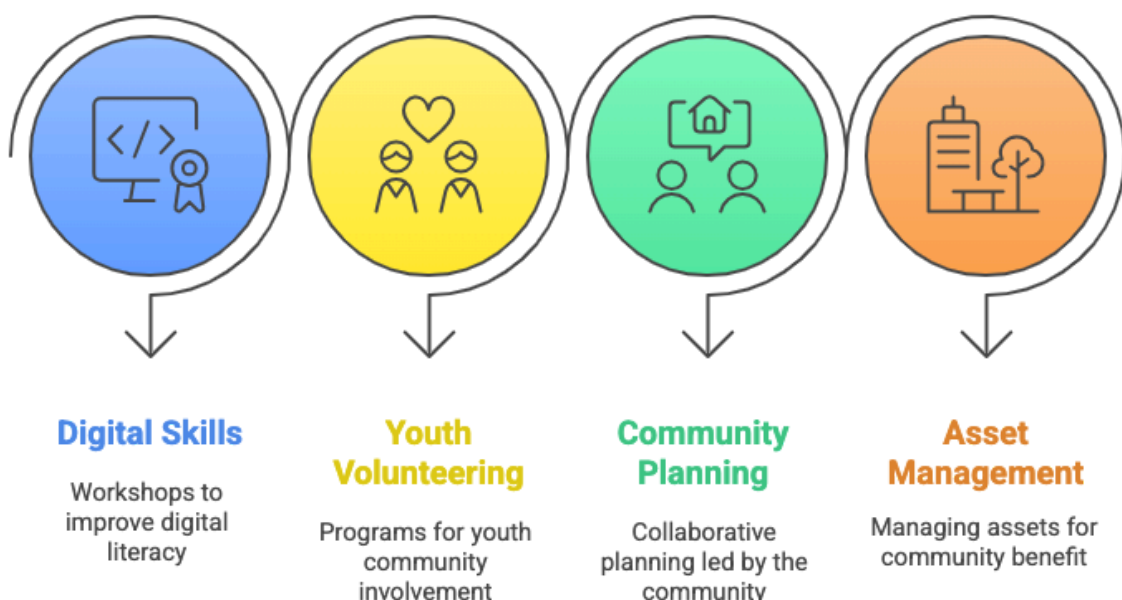 Digital Skills
Workshops to
improve digital
literacy
Youth
Volunteering
Programs for youth
community
involvement
Community
Planning
Collaborative
planning led by the
community
Asset
Management
Managing assets for
community benefit